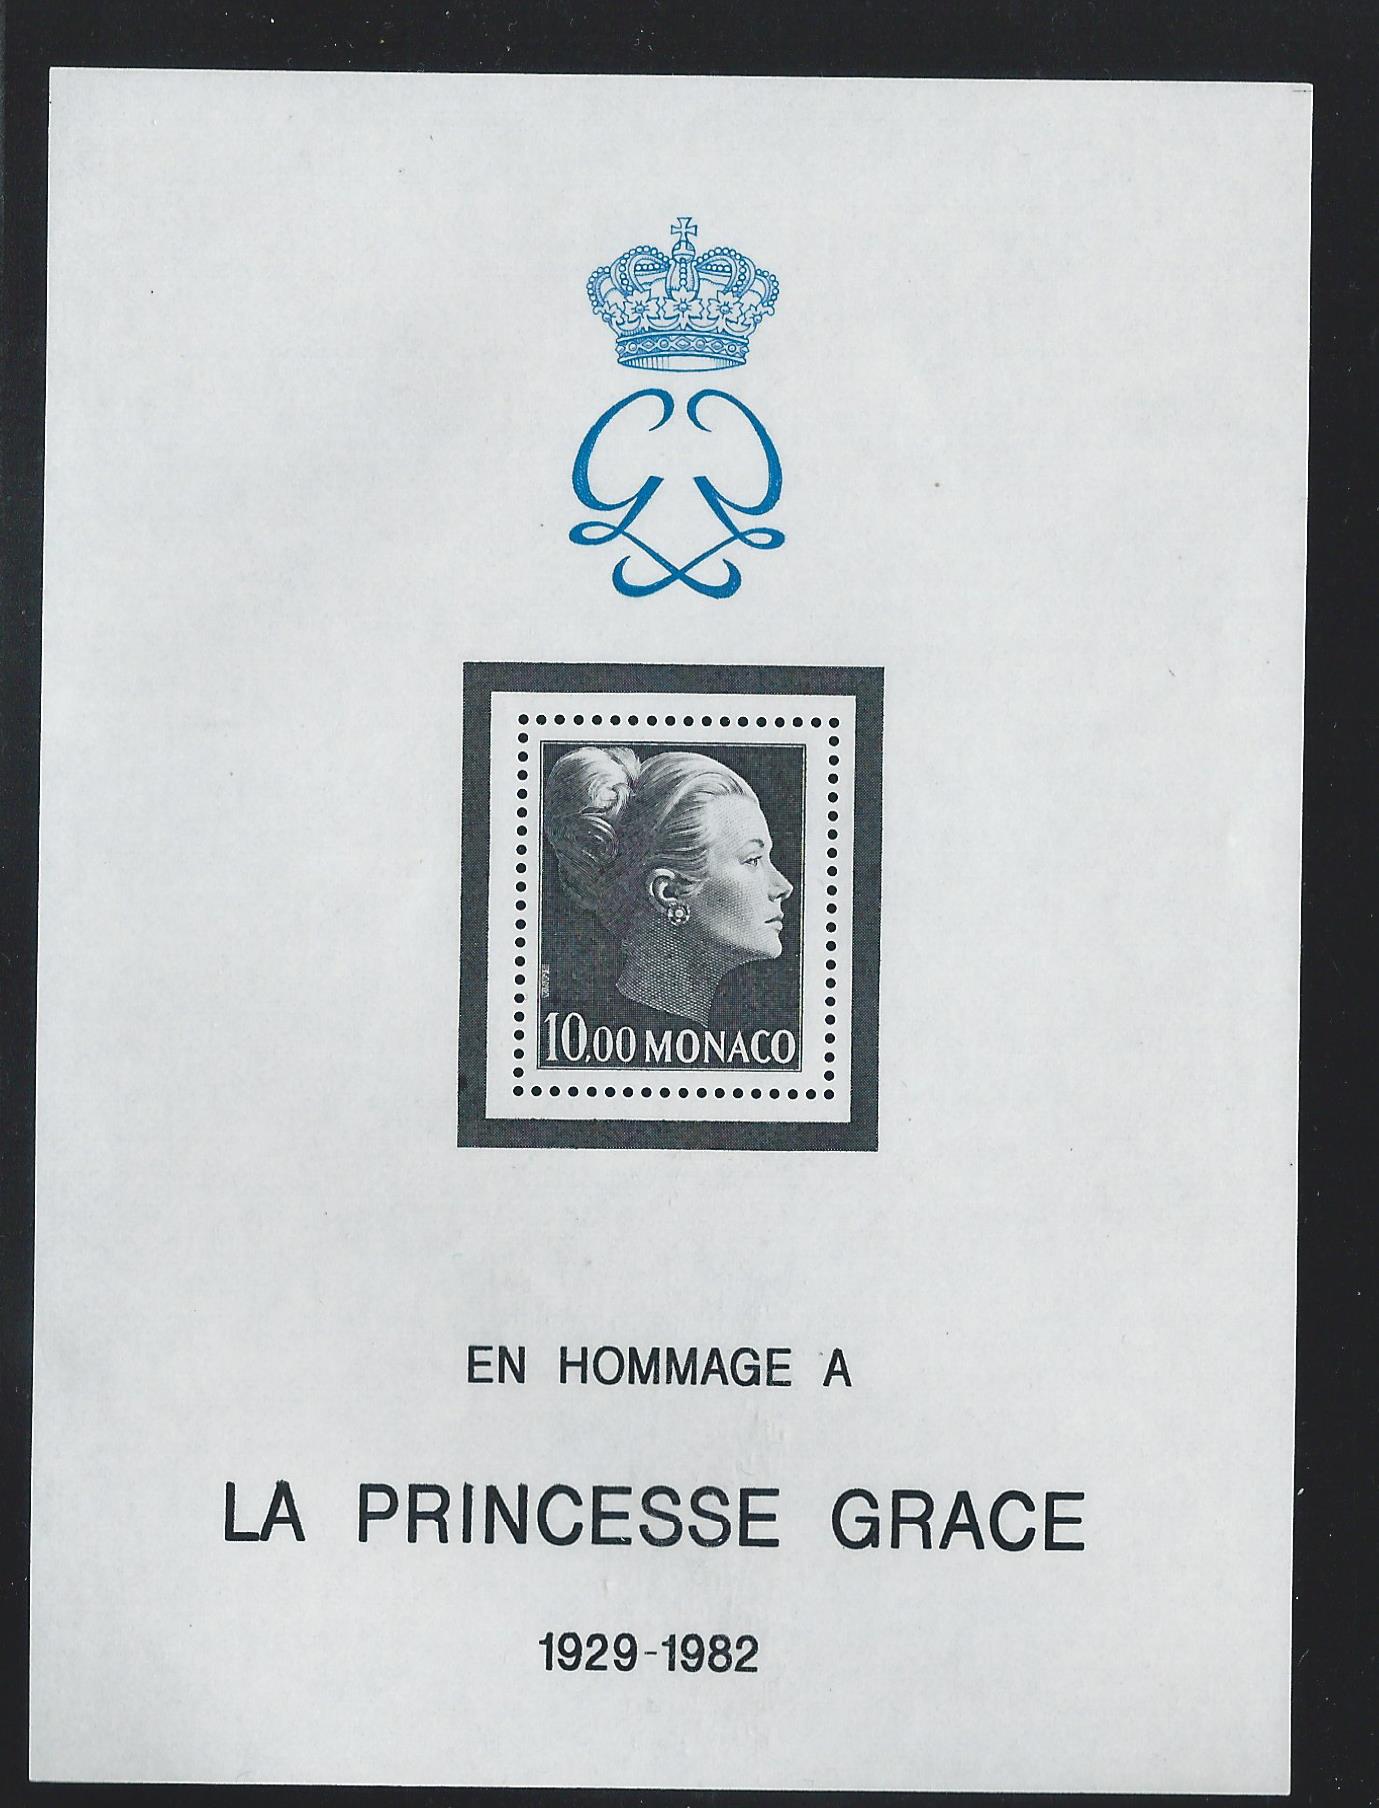 10,00 MONACO
EN HOMMAGE A
LA PRINCESSE GRACE
1929-1982